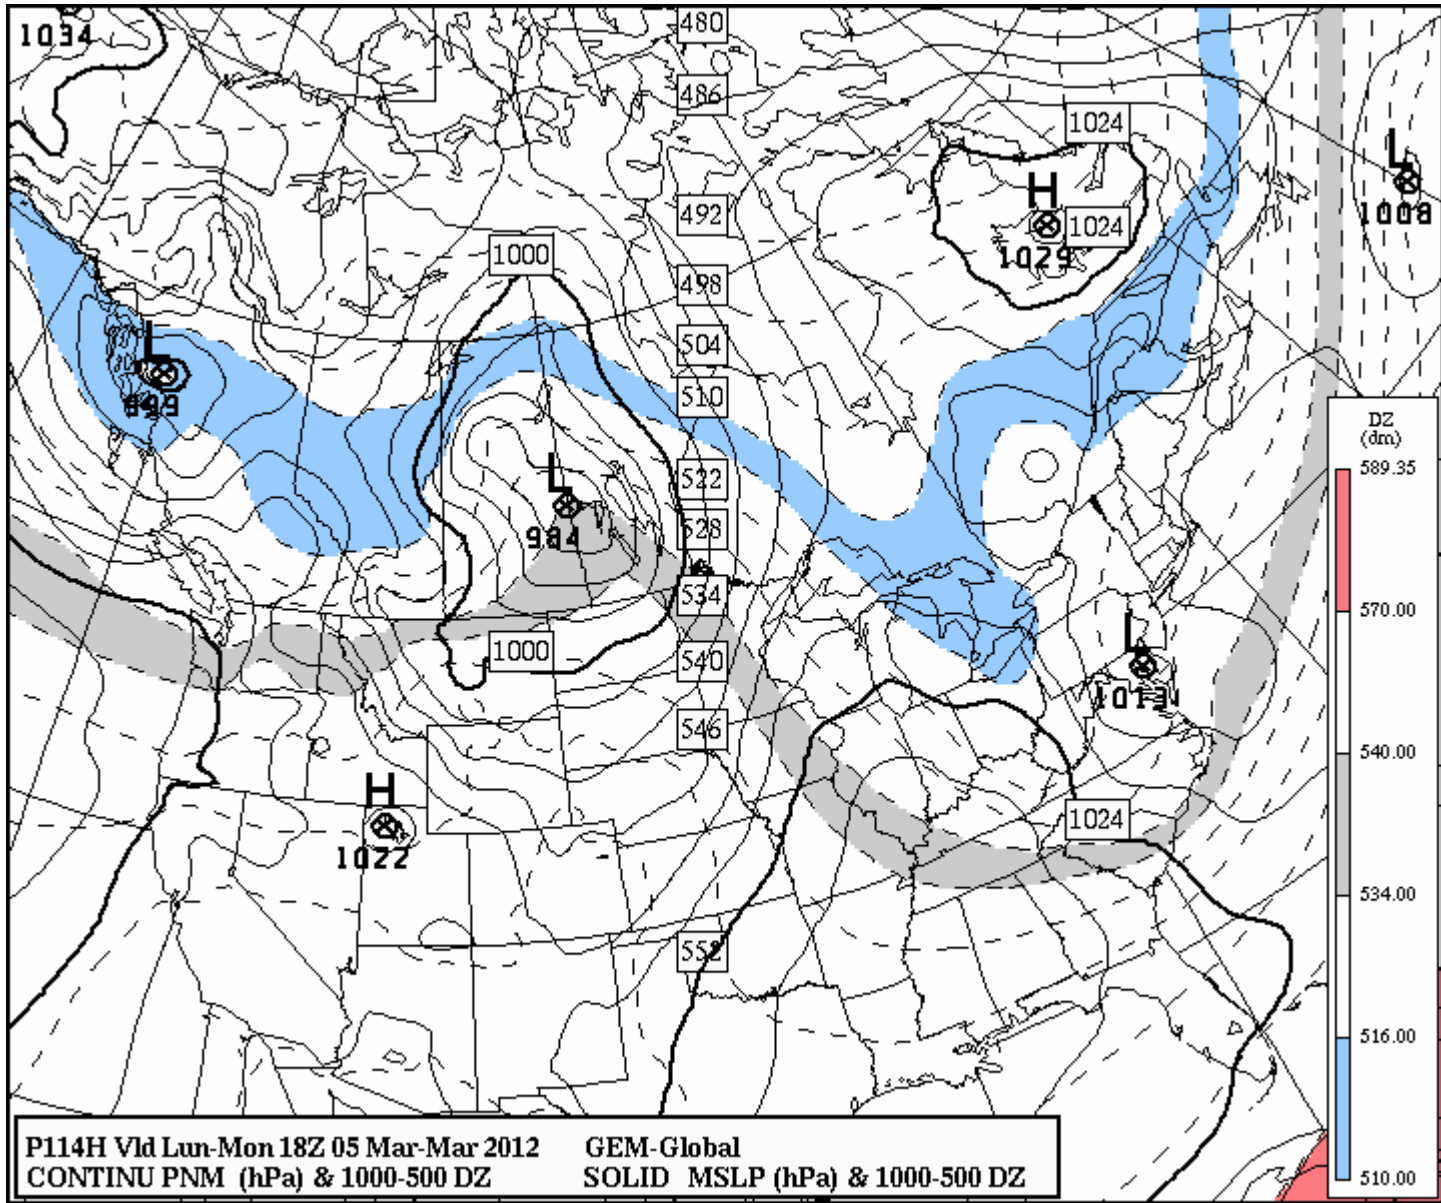 1034
480
486
1024
L
1008
492
H
1024
1029
1000
498
L
504
510
DZ
(dm)
589.35
522
L
984
528
534
570.00
1000
540
L
546
540.00
H
1022
1024
534.00
552
516.00
510.00
P114H Vld Lun-Mon 18Z 05 Mar-Mar 2012 GEM-Global
CONTINU PNM (hPa) & 1000-500 DZ SOLID MSLP (hPa) & 1000-500 DZ